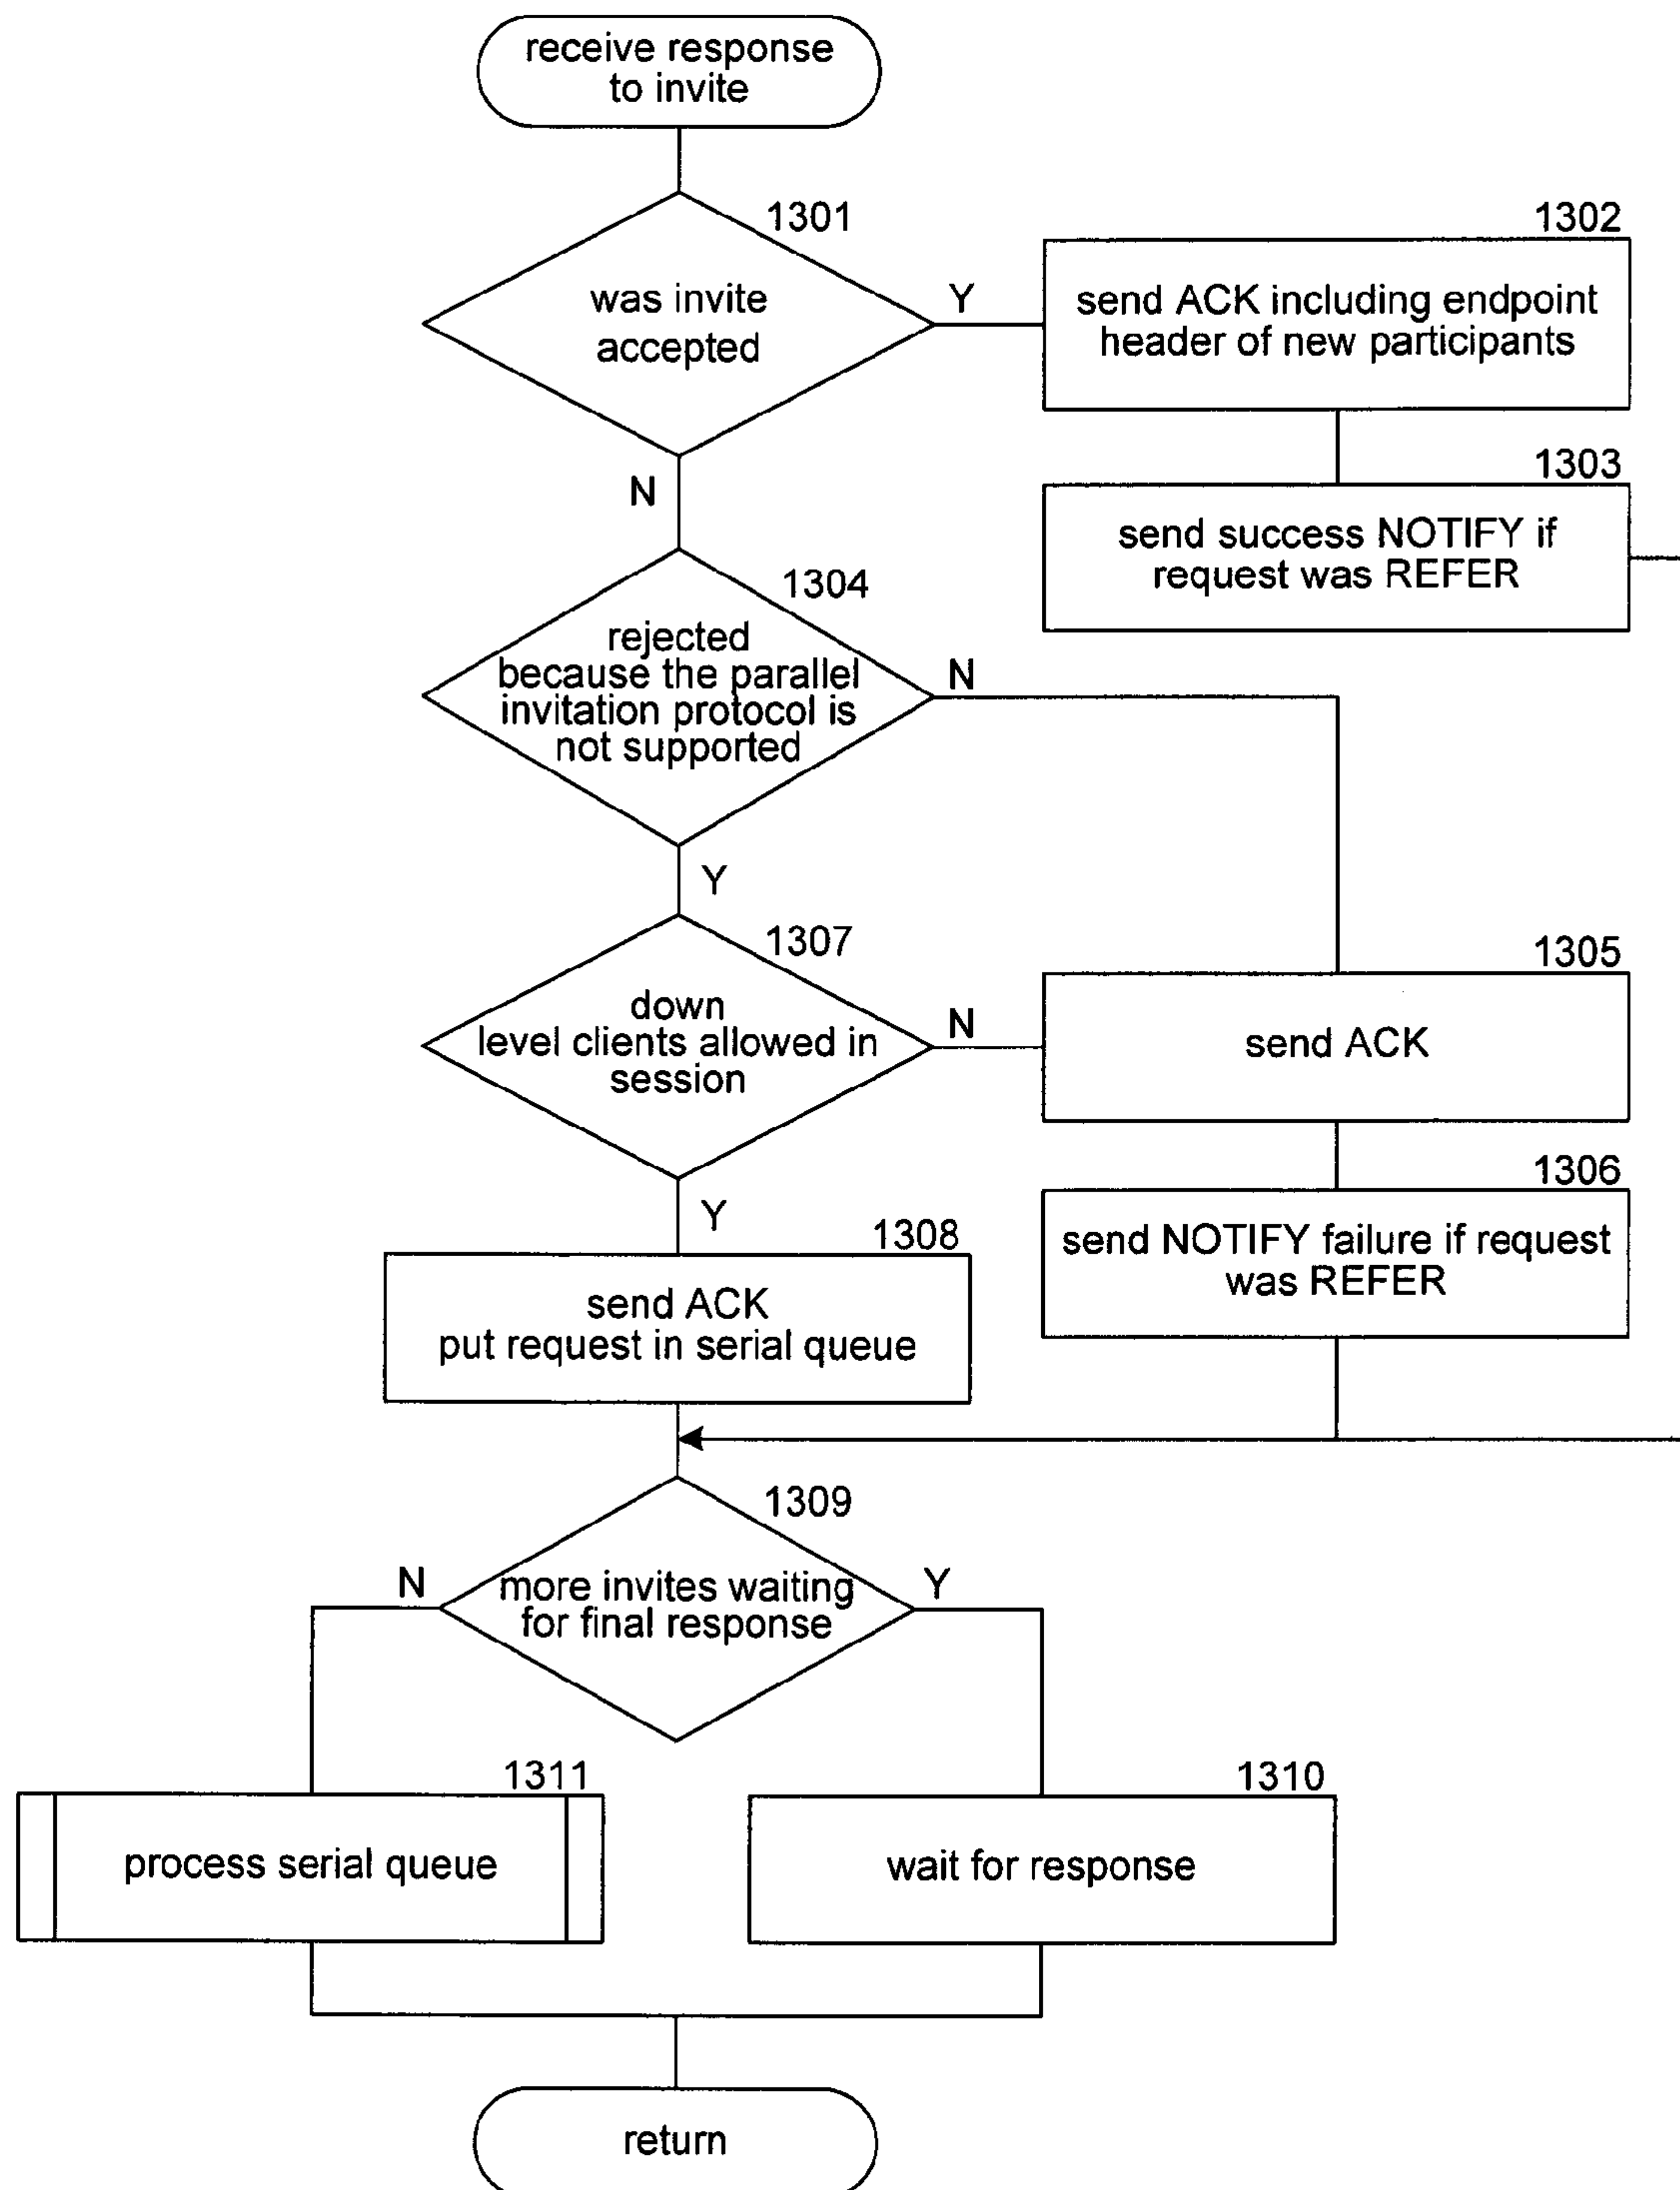 receive response
to invite
1301
was invite
accepted
Y
N
1302
send ACK including endpoint
header of new participants
1303
send success NOTIFY if
request was REFER
1304
rejected
because the parallel
invitation protocol is
not supported
N
Y
1307
down
level clients allowed in
session
N
Y
1305
send ACK
1306
send NOTIFY failure if request
was REFER
1308
send ACK
put request in serial queue
1309
more invites waiting
for final response
N
Y
1311
process serial queue
1310
wait for response
return